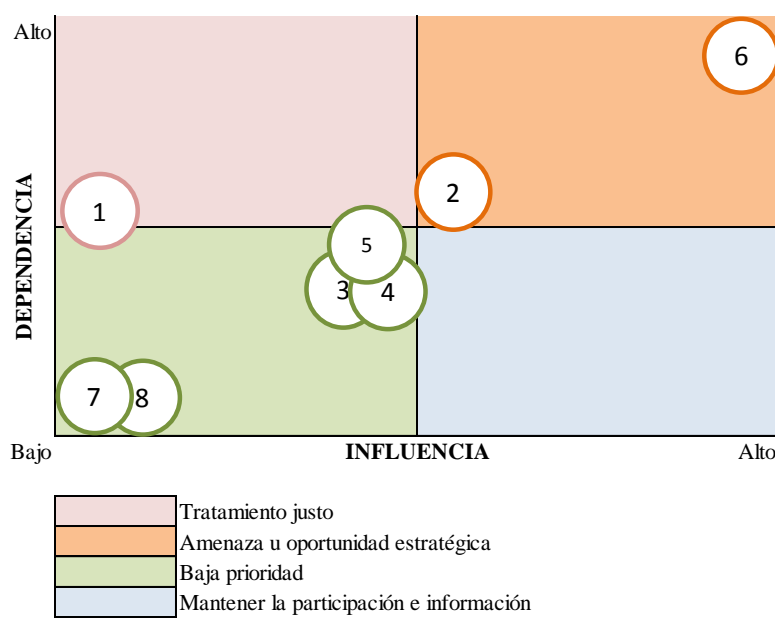 Alto
6
2
1
5
3
4
DEPENDENCIA
7
8
Bajo
INFLUENCIA
Alto
Tratamiento justo
Amenaza u oportunidad estratégica
Baja prioridad
Mantener la participación e información